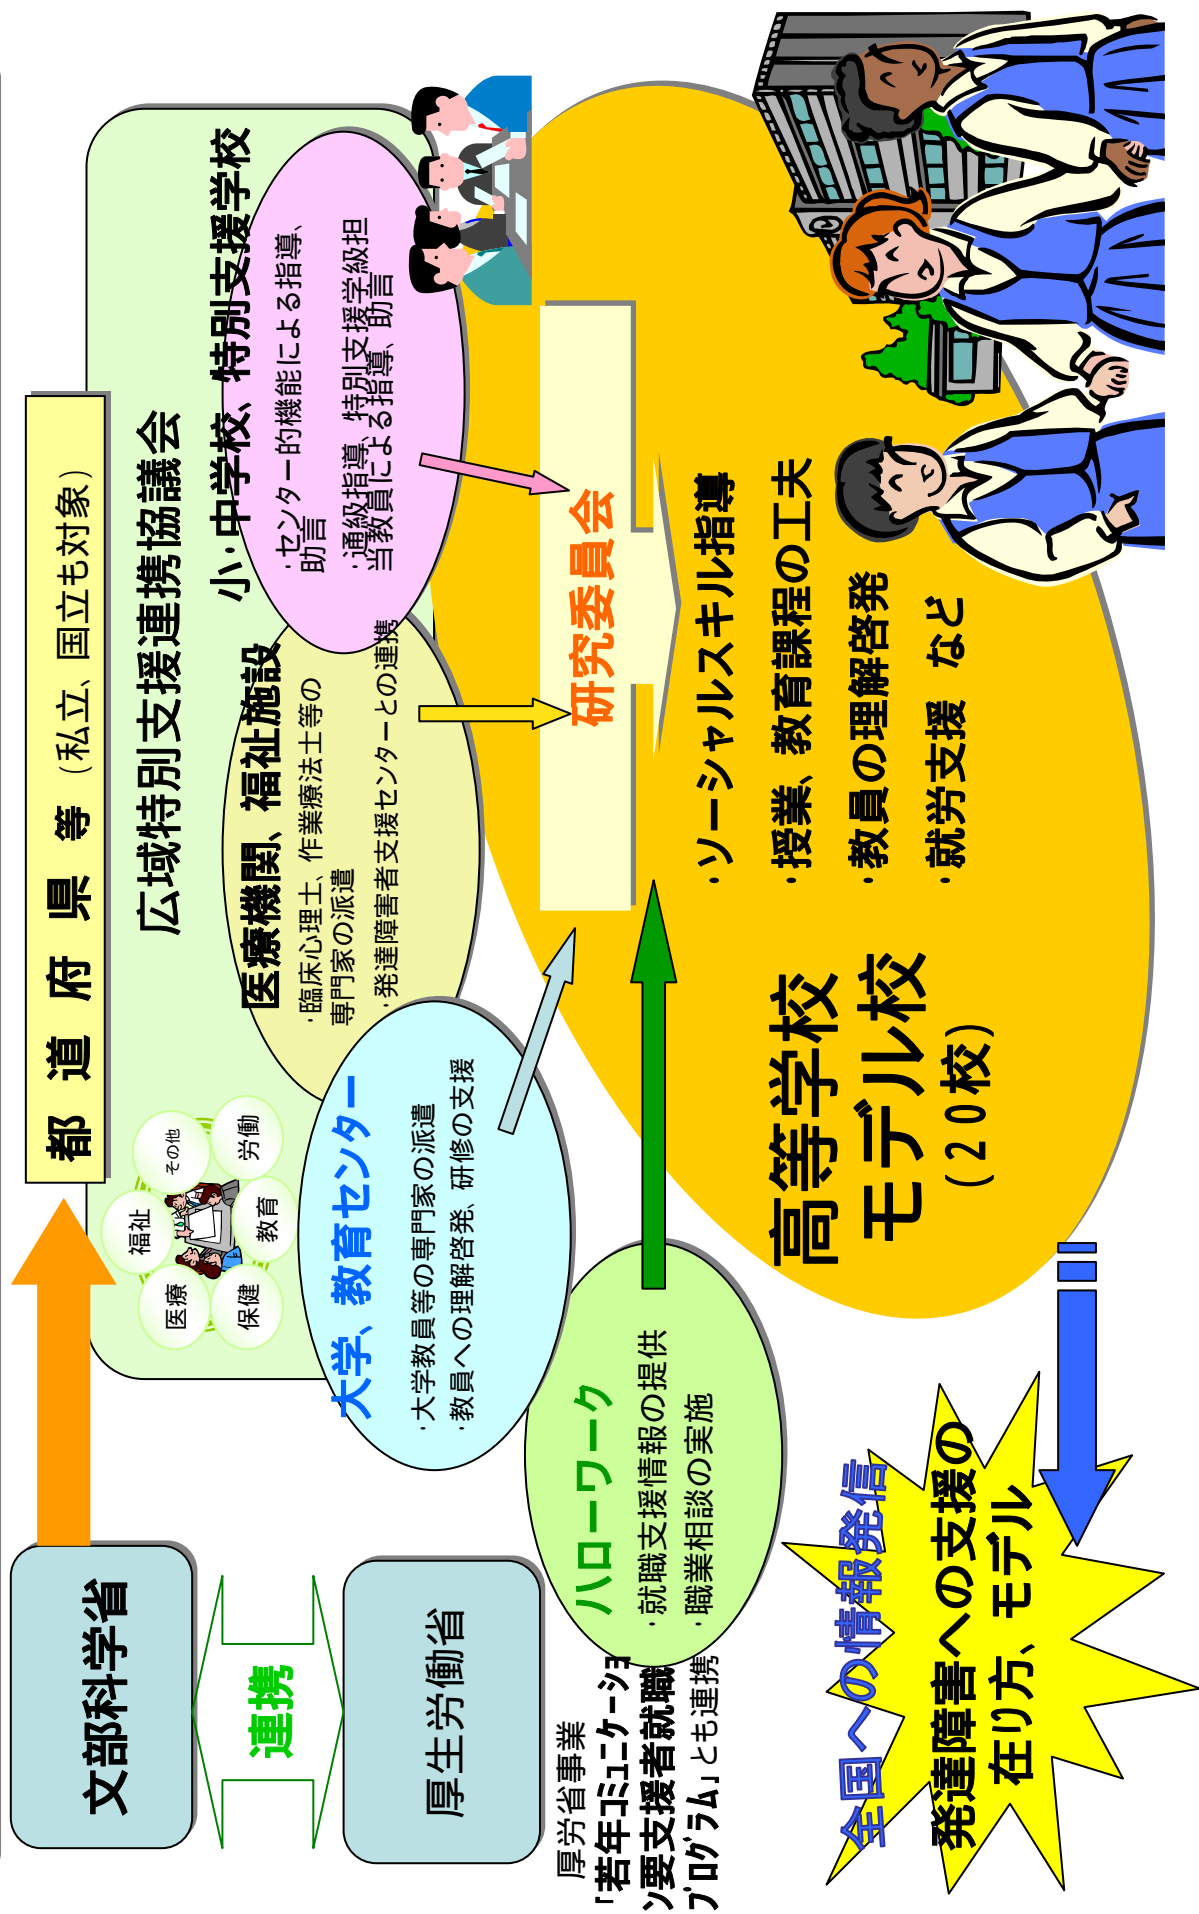 文部科学省
連携
厚生労働省
都 道 府 県 等（私立、国立も対象）
広域特別支援連携協議会
福祉
その他
医療
労働
保健
教育
小・中学校、特別支援学校
・センター的機能による指導、
助言
・通級指導、特別支援学級担
当教員による指導、助言
医療機関、福祉施設
・臨床心理士、作業療法士等の
専門家の派遣
・発達障害者支援センターとの連携
大学、教育センター
・大学教員等の専門家の派遣
・教員への理解啓発、研修の支援
ハローワーク
・就職支援情報の提供
・職業相談の実施
厚労省事業
「若年コミュニケーショ
ン要支援者就職
プログラム」とも連携
研究委員会
・ソーシャルスキル指導
・授業、教育課程の工夫
・教員の理解啓発
・就労支援 など
高等学校
モデル校
(２０校)
全国への情報発信
発達障害への支援の
在り方、モデル